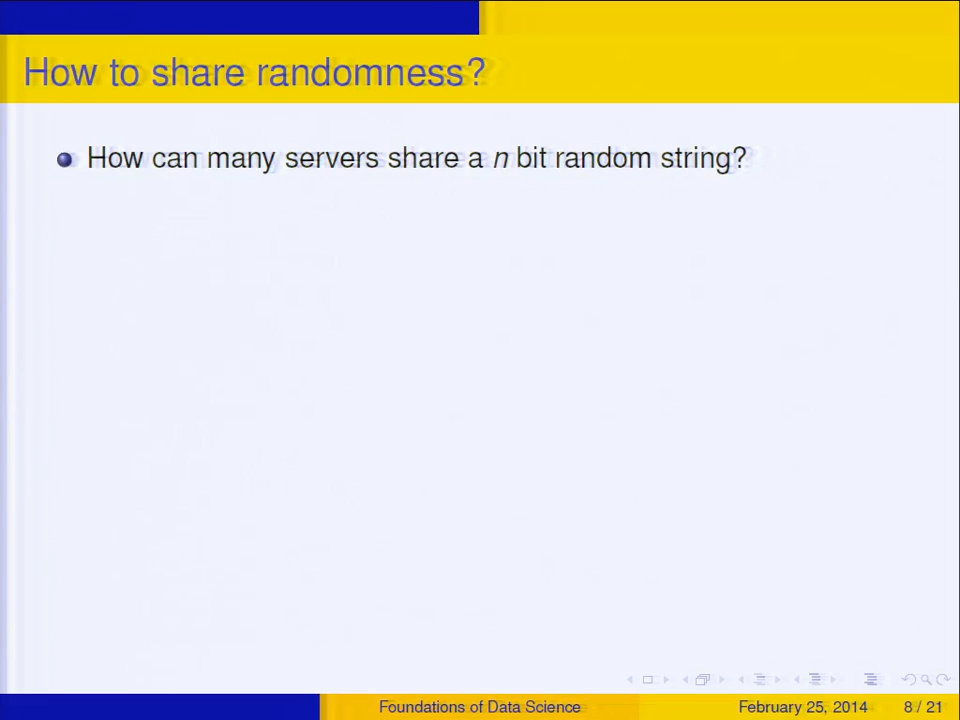 How to share randomness?
How can many servers share a n bit random string?
Foundations of Data Science February 25, 2014 8 / 21